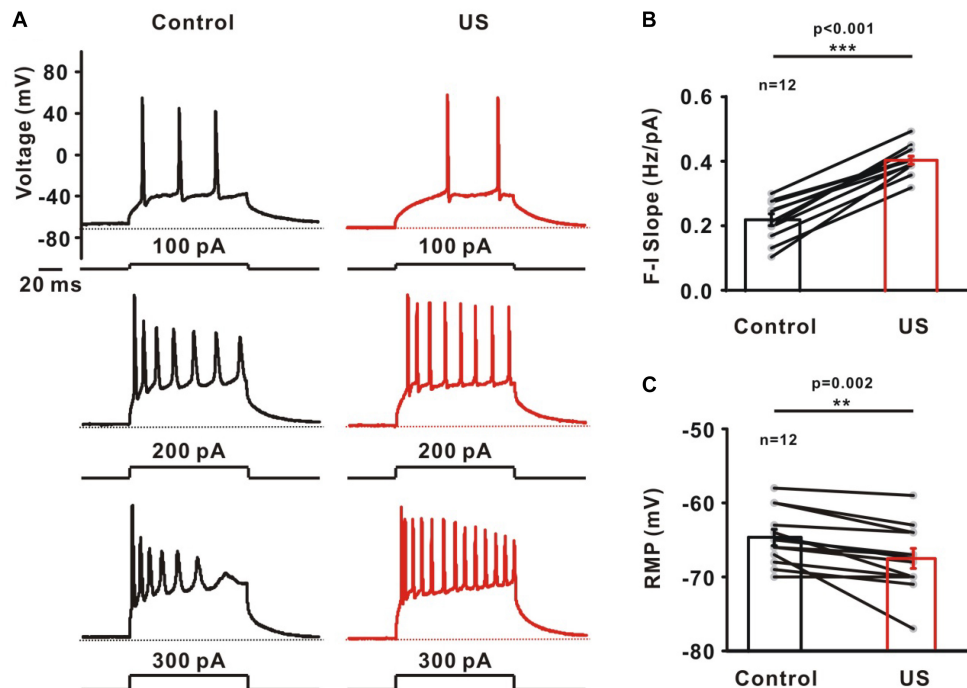 A
Control
US
Voltage (mV)
80
40
0
-40
-80
100 pA
100 pA
20 ms
200 pA
200 pA
300 pA
300 pA
B
p<0.001
***
n=12
F-I Slope (Hz/pA)
0.6
0.4
0.2
0.0
Control
US
C
p=0.002
**
n=12
RMP (mV)
-50
-60
-70
-80
Control
US